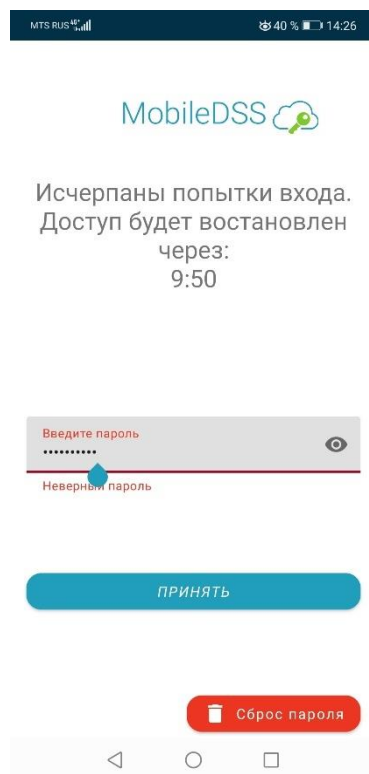 MTS RUS 4G+ 40 % 14:26
MobileDSS
Исчерпаны попытки входа.
Доступ будет востановлен
через:
9:50
Введите пароль
••••••••••
Неверный пароль
ПРИНЯТЬ
Сброс пароля